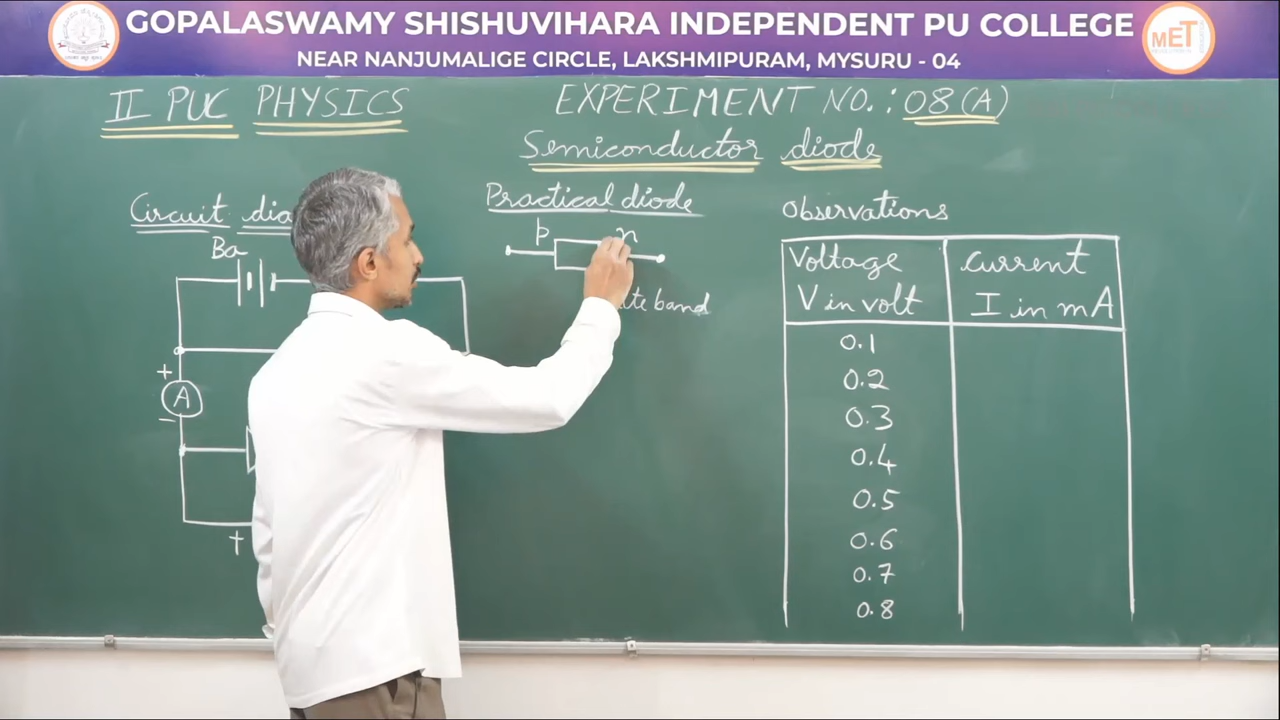 GOPALASWAMY SHISHUVIHARA INDEPENDENT PU COLLEGE
NEAR NANJUMALIGE CIRCLE, LAKSHMIPURAM, MYSURU - 04
MET
II PUC PHYSICS
EXPERIMENT NO.: 08(A)
Semiconductor diode
Circuit
Ba
+
A
-
+
Practical diode
p n
band
Observations
Voltage Current
V in volt I in mA
0.1
0.2
0.3
0.4
0.5
0.6
0.7
0.8